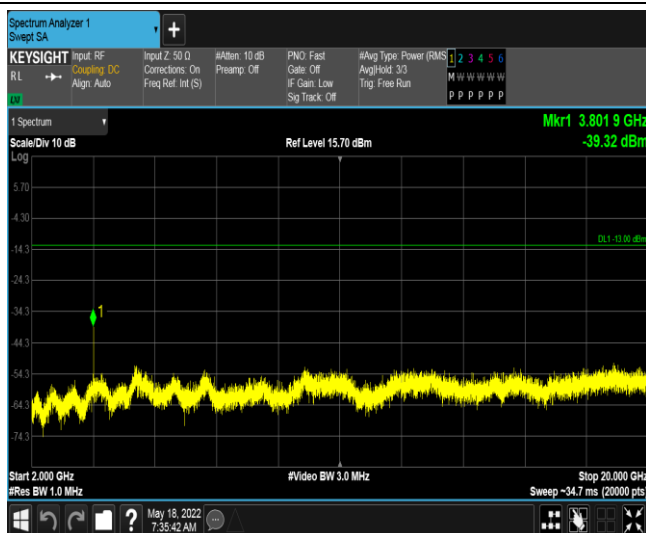 Spectrum Analyzer 1
Swept SA
+
KEYSIGHT
RL
Input: RF
Coupling: DC
Align: Auto
Input Z: 50 Ω
Corrections: On
Freq Ref: Int (S)
#Atten: 10 dB
Preamp: Off
PNO: Fast
Gate: Off
IF Gain: Low
Sig Track: Off
#Avg Type: Power (RMS
Avg|Hold: 3/3
Trig: Free Run
1 2 3 4 5 6
M W W W W W
P P P P P P
1 Spectrum
Mkr1 3.801 9 GHz
Scale/Div 10 dB
Ref Level 15.70 dBm
-39.32 dBm
Log
5.70
-4.30
DL1 -13.00 dBm
-14.3
-24.3
-34.3
1
-44.3
-54.3
-64.3
-74.3
Start 2.000 GHz
#Video BW 3.0 MHz
Stop 20.000 GHz
#Res BW 1.0 MHz
Sweep ~34.7 ms (20000 pts)
?
May 18, 2022
7:35:42 AM